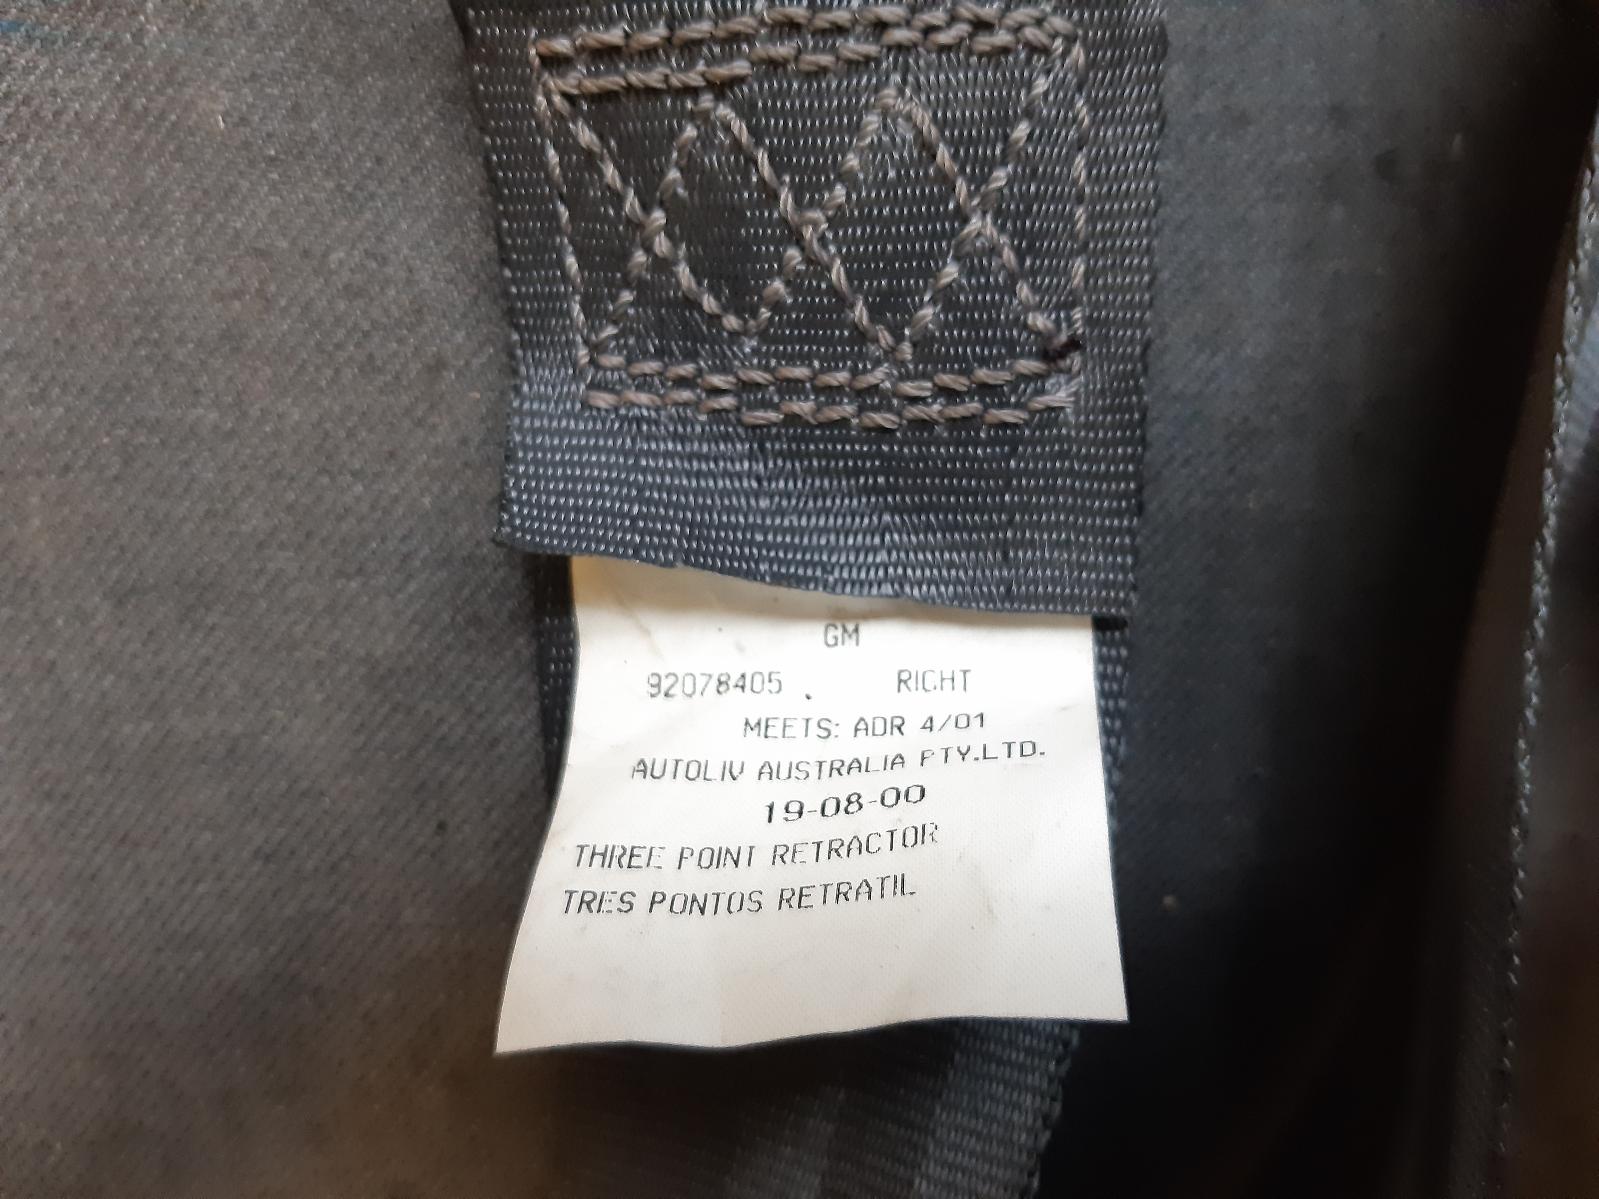 GM
92078405 . RIGHT
MEETS: ADR 4/01
AUTOLIV AUSTRALIA PTY.LTD.
19-08-00
THREE POINT RETRACTOR
TRES PONTOS RETRATIL